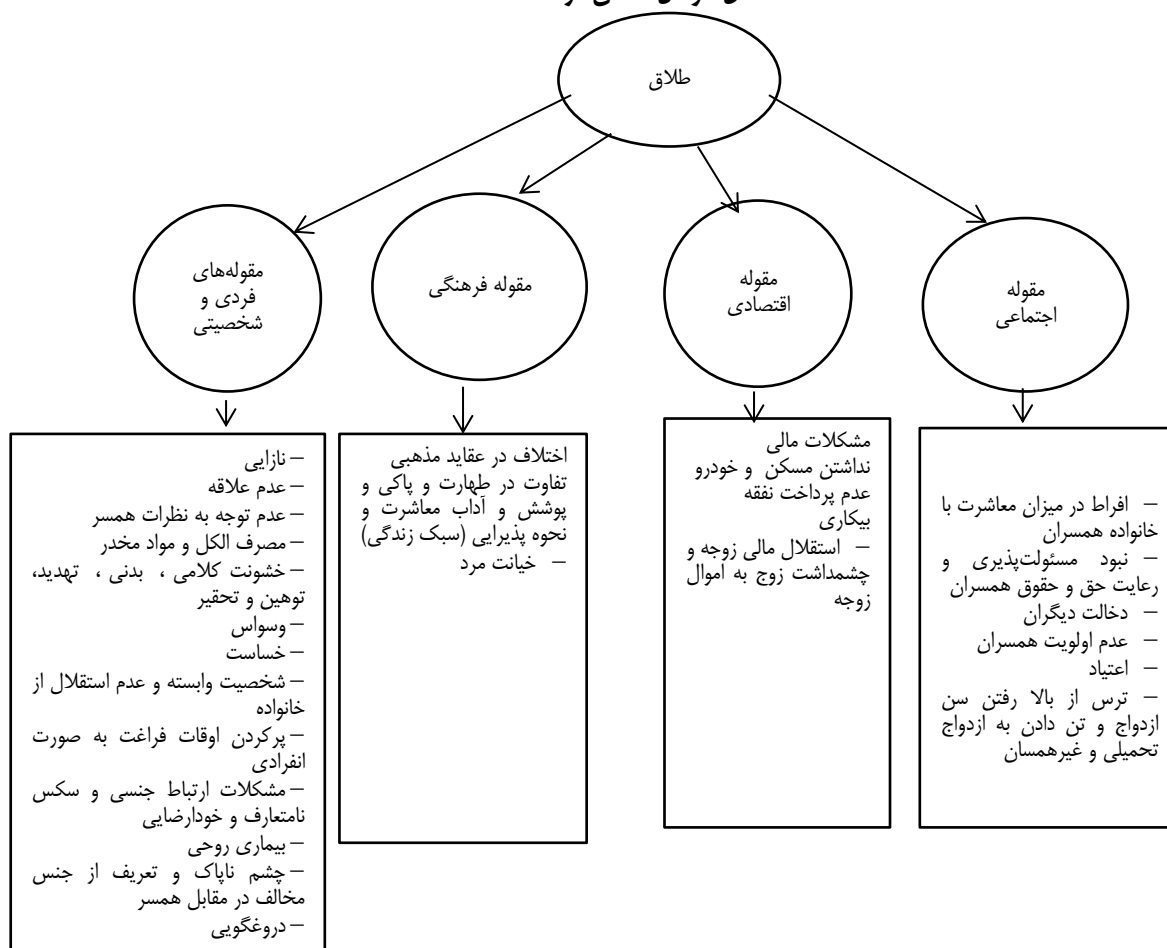 طلاق
مقوله
اجتماعی
مقوله
اقتصادی
مقوله فرهنگی
مقوله‌های
فردی و
شخصیتی
– افراط در میزان معاشرت با
خانواده همسران
– نبود مسئولت‌پذیری و
رعایت حق و حقوق همسران
– دخالت دیگران
– عدم اولویت همسران
– اعتیاد
– ترس از بالا رفتن سن
ازدواج و تن دادن به ازدواج
تحمیلی و غیرهمسان
مشکلات مالی
نداشتن مسکن و خودرو
عدم پرداخت نفقه
بیکاری
– استقلال مالی زوجه و
چشمداشت زوج به اموال
زوجه
اختلاف در عقاید مذهبی
تفاوت در طهارت و پاکی و
پوشش و آداب معاشرت و
نحوه پذیرایی (سبک زندگی)
– خیانت مرد
– نازایی
– عدم علاقه
– عدم توجه به نظرات همسر
– مصرف الکل و مواد مخدر
– خشونت کلامی ، بدنی ، تهدید،
توهین و تحقیر
– وسواس
– خساست
– شخصیت وابسته و عدم استقلال از
خانواده
– پرکردن اوقات فراغت به صورت
انفرادی
– مشکلات ارتباط جنسی و سکس
نامتعارف و خودارضایی
– بیماری روحی
– چشم ناپاک و تعریف از جنس
مخالف در مقابل همسر
– دروغگویی